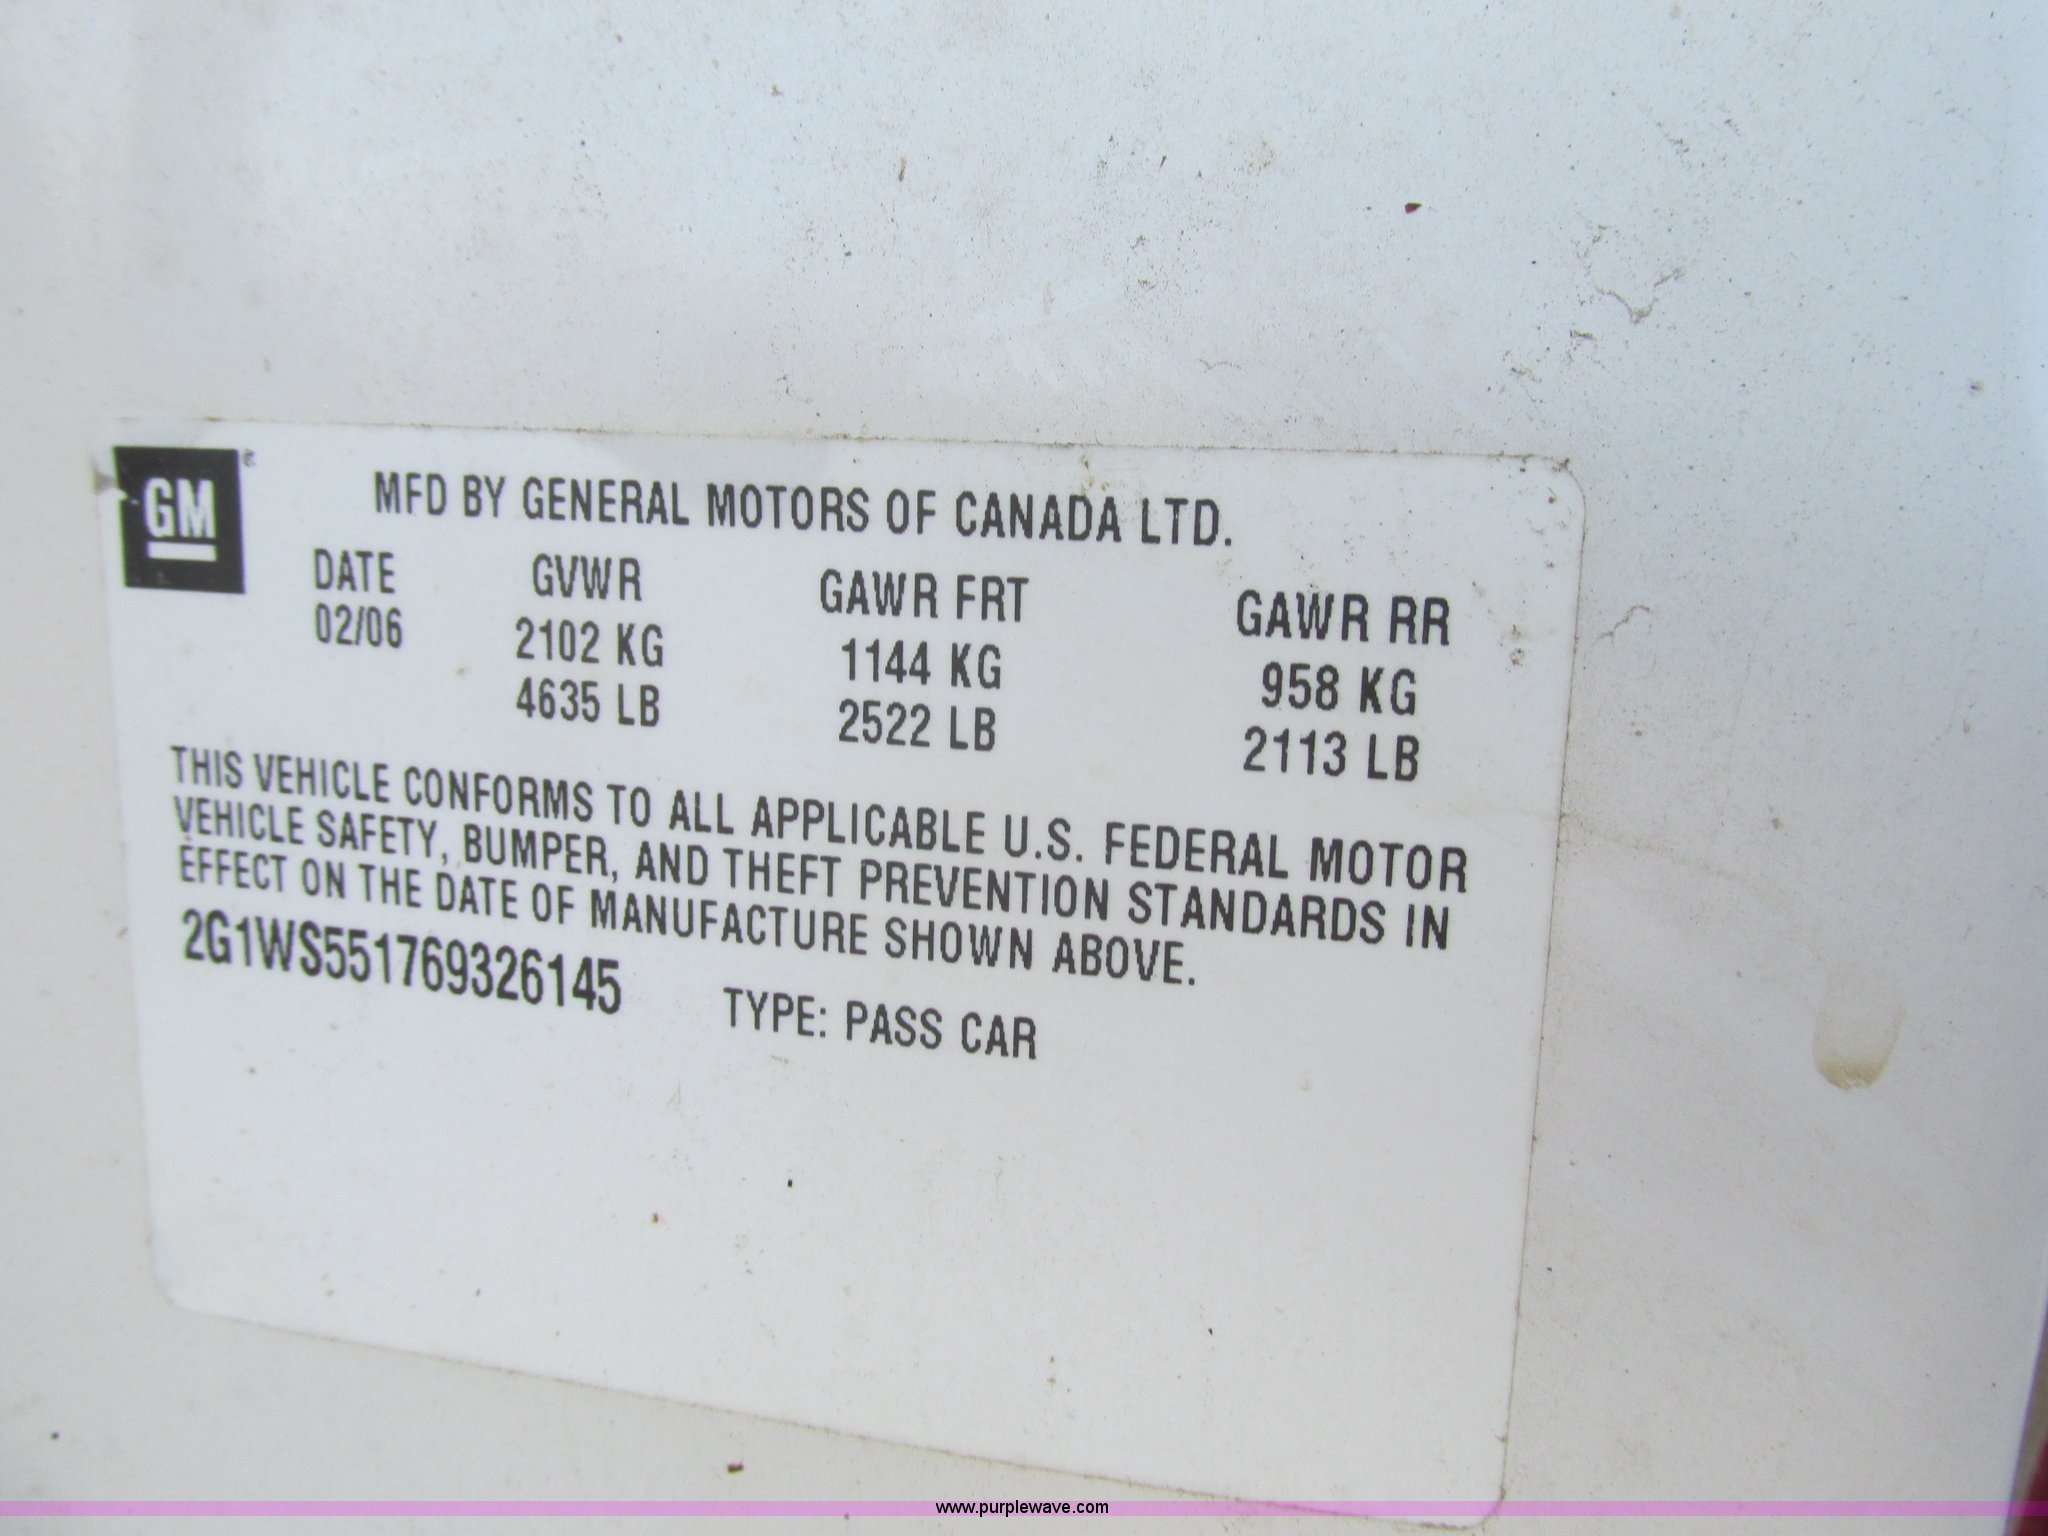 GM
MFD BY GENERAL MOTORS OF CANADA LTD.
DATE GVWR GAWR FRT GAWR RR
02/06 2102 KG 1144 KG 958 KG
4635 LB 2522 LB 2113 LB
THIS VEHICLE CONFORMS TO ALL APPLICABLE U.S. FEDERAL MOTOR
VEHICLE SAFETY, BUMPER, AND THEFT PREVENTION STANDARDS IN
EFFECT ON THE DATE OF MANUFACTURE SHOWN ABOVE.
2G1WS551769326145 TYPE: PASS CAR
www.purplewave.com